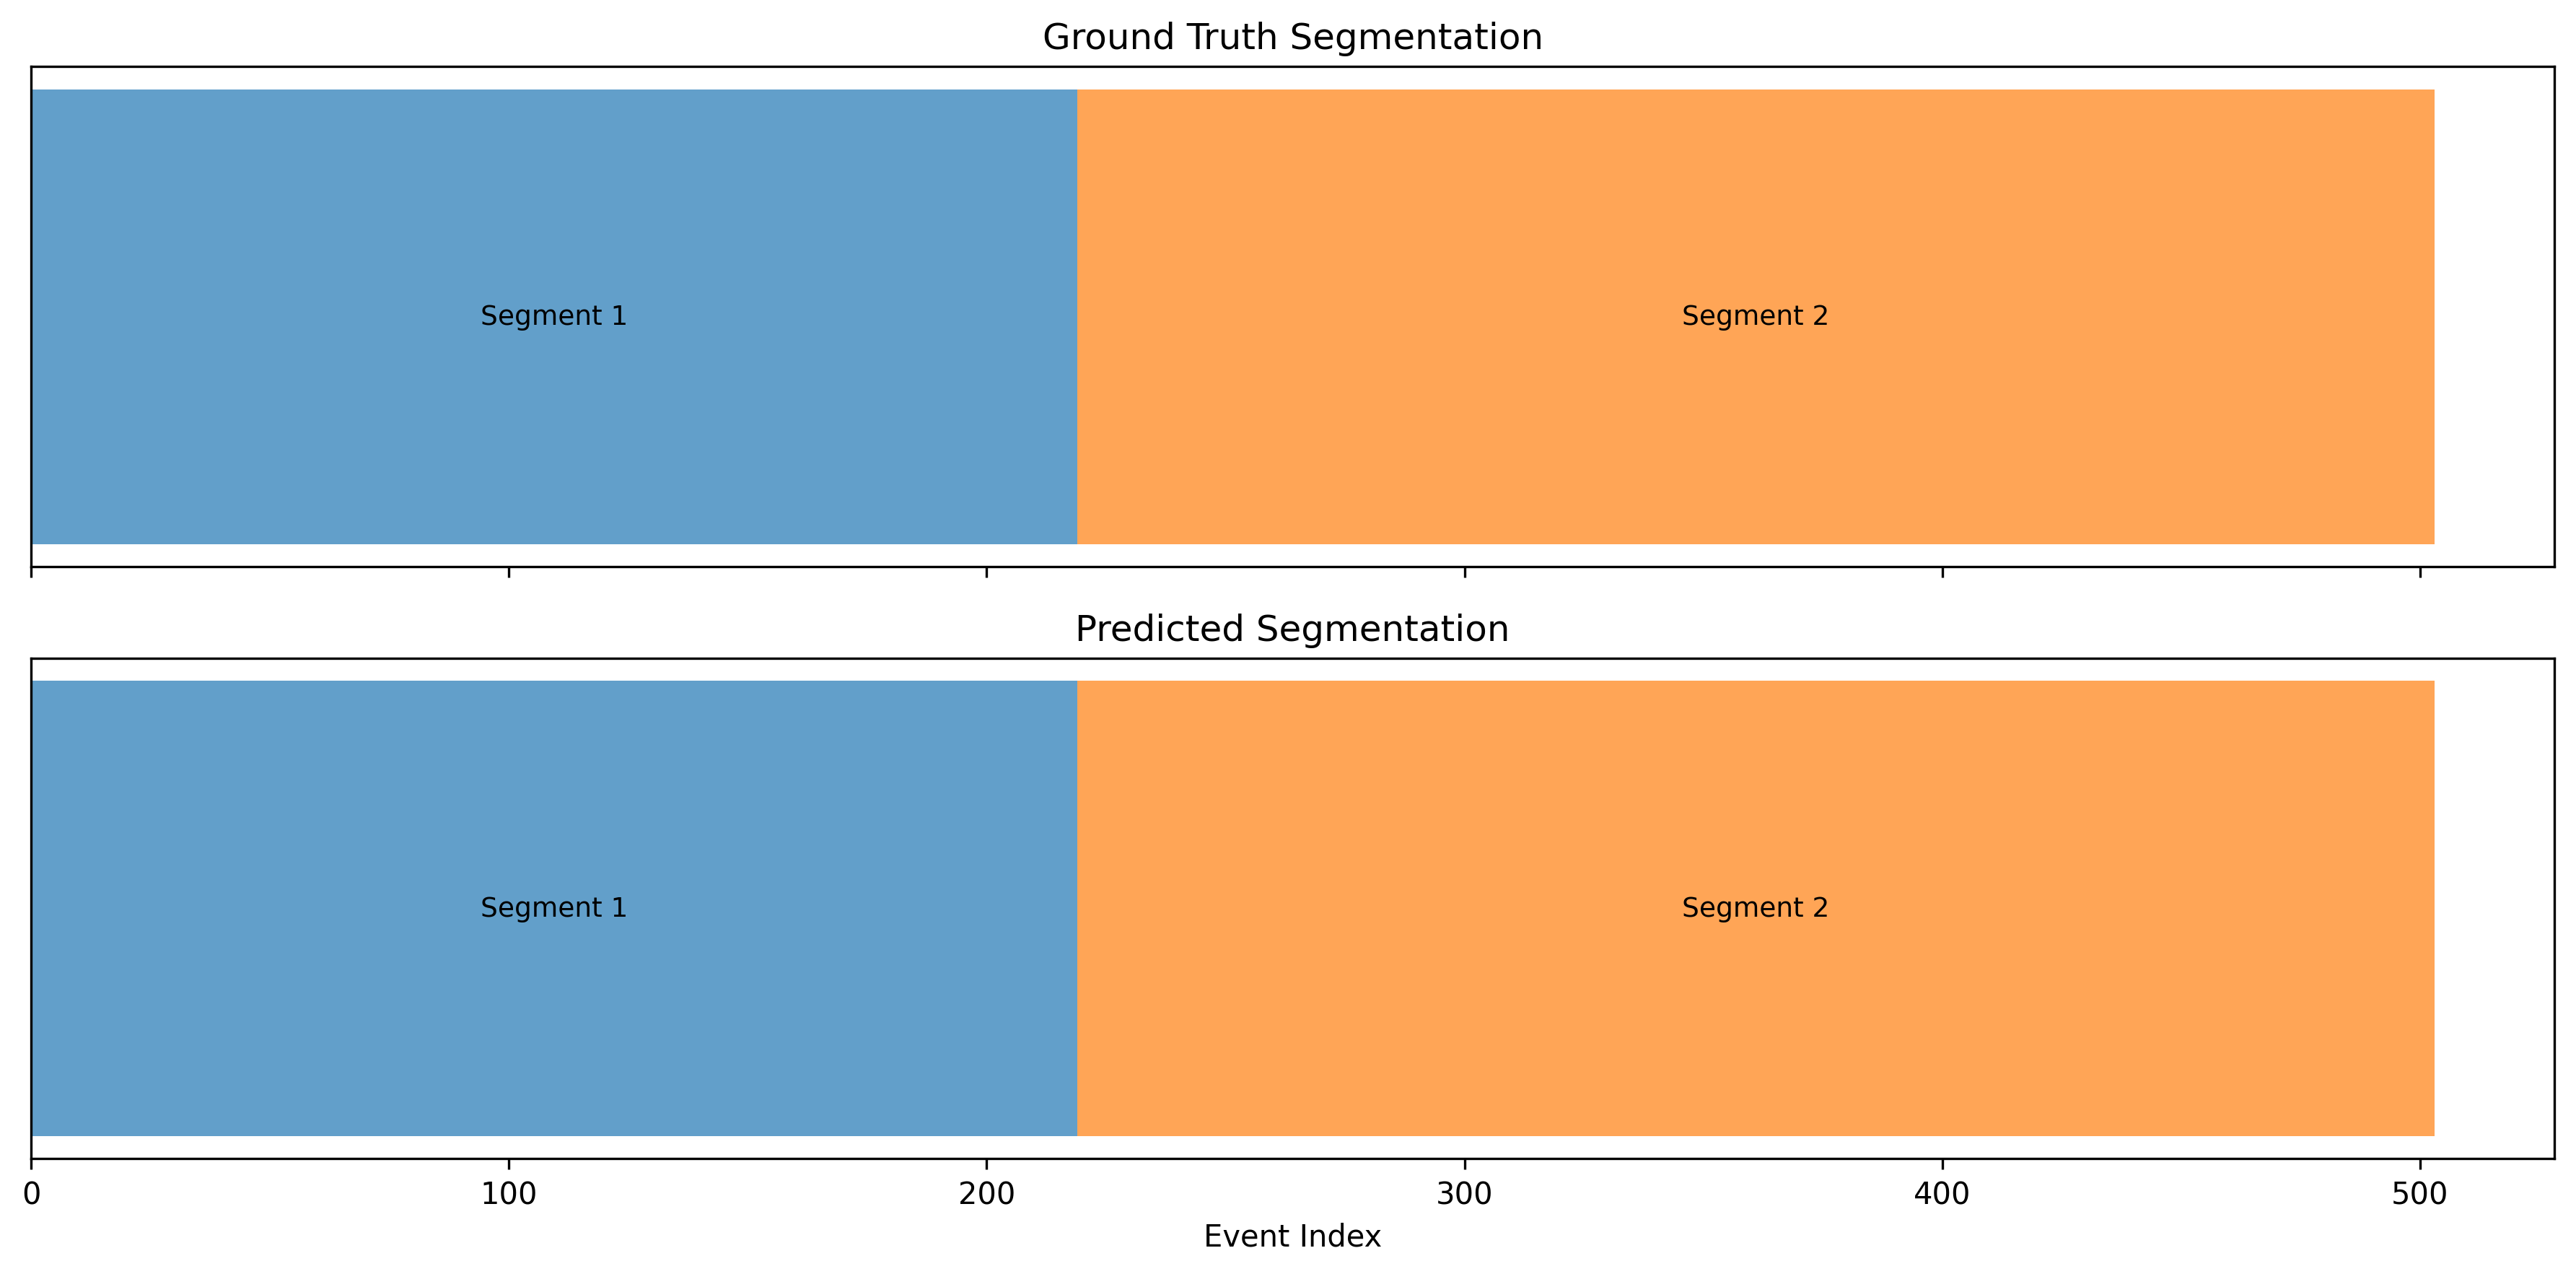 Ground Truth Segmentation
Segment 1 Segment 2
Predicted Segmentation
Segment 1 Segment 2
0 100 200 300 400 500
Event Index